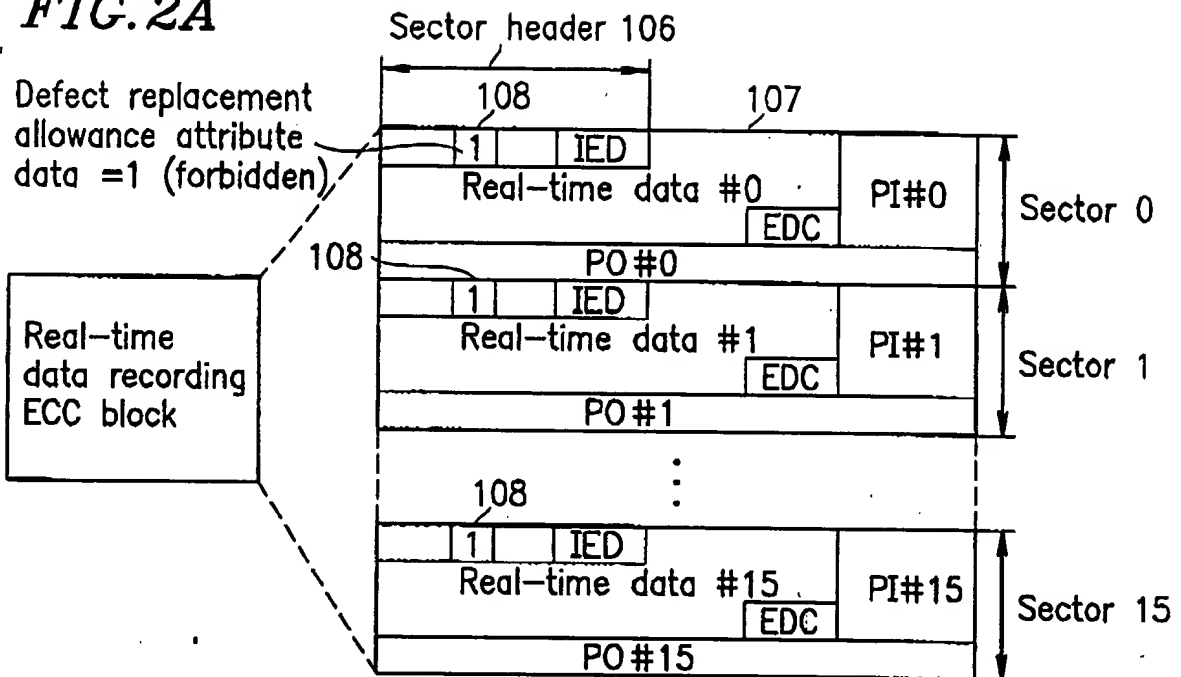 FIG. 2A
Sector header 106
Defect replacement
allowance attribute
data =1 (forbidden)
108
107
1
IED
Real-time data #0
EDC
PI#0
PO#0
Sector 0
108
1
IED
Real-time data #1
EDC
PI#1
PO#1
Sector 1
Real-time
data recording
ECC block
108
1
IED
Real-time data #15
EDC
PI#15
PO#15
Sector 15